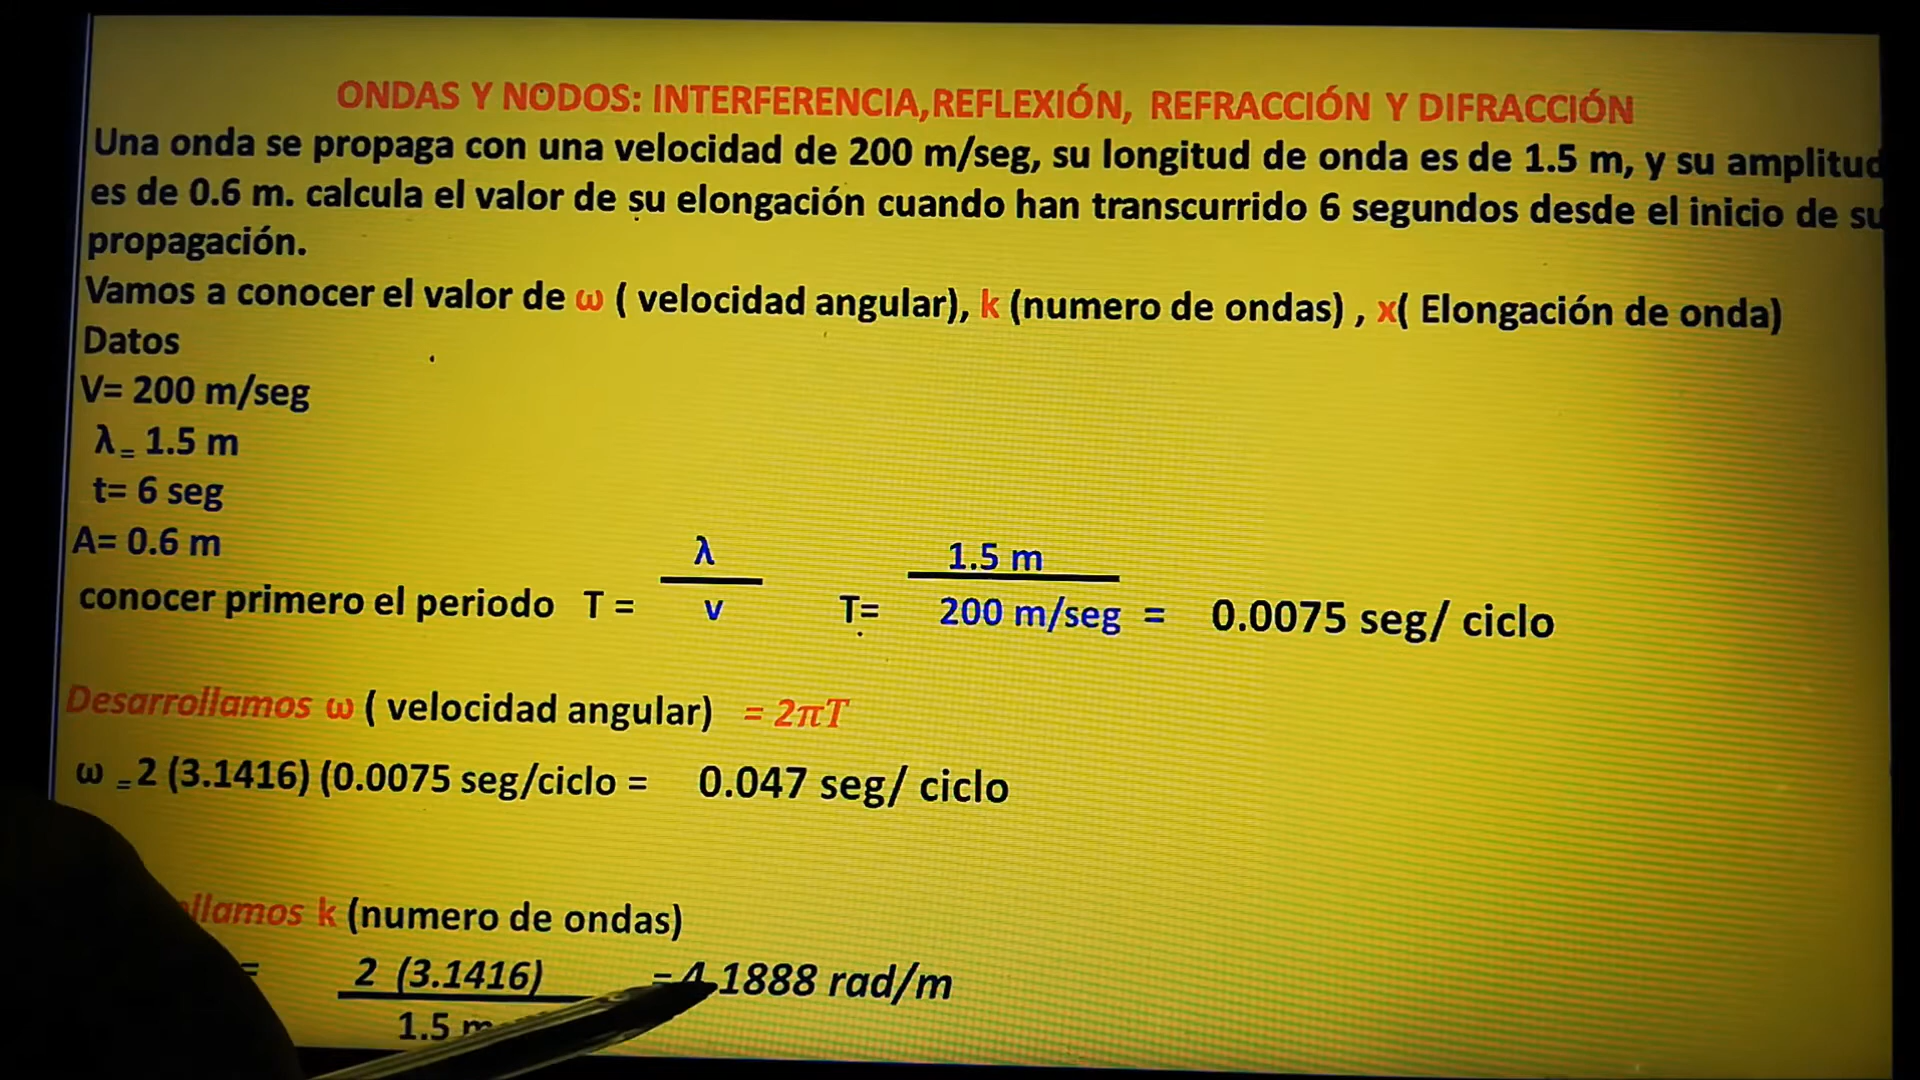 ONDAS Y NODOS: INTERFERENCIA,REFLEXIÓN, REFRACCIÓN Y DIFRACCIÓN
Una onda se propaga con una velocidad de 200 m/seg, su longitud de onda es de 1.5 m, y su amplitud
es de 0.6 m. calcula el valor de su elongación cuando han transcurrido 6 segundos desde el inicio de su
propagación.
Vamos a conocer el valor de ω ( velocidad angular), k (numero de ondas) , x( Elongación de onda)
Datos
V= 200 m/seg
λ = 1.5 m
t= 6 seg
A= 0.6 m
λ 1.5 m
conocer primero el periodo T = v T= 200 m/seg = 0.0075 seg/ ciclo
Desarrollamos ω ( velocidad angular) = 2πT
ω = 2 (3.1416) (0.0075 seg/ciclo = 0.047 seg/ ciclo
llamos k (numero de ondas)
= 2 (3.1416) = 4.1888 rad/m
1.5 m